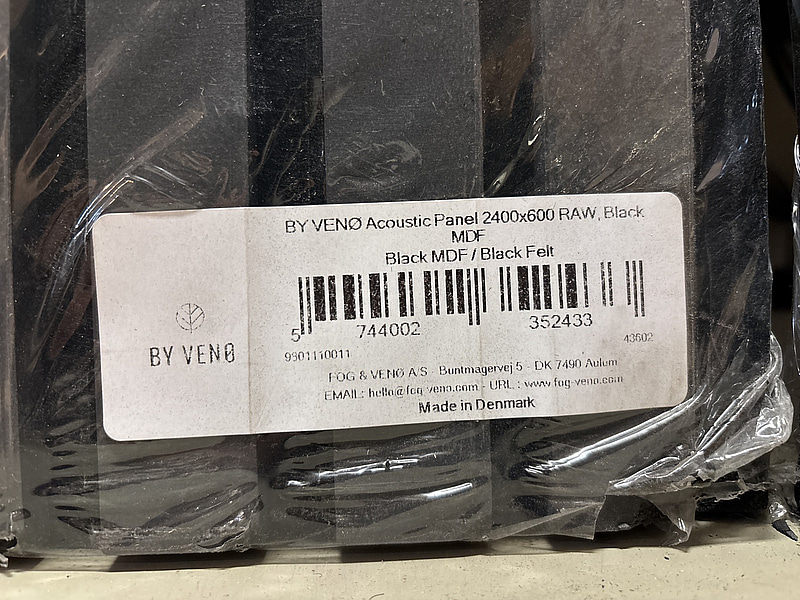 BY VENØ Acoustic Panel 2400x600 RAW, Black
MDF
Black MDF / Black Felt
5 744002 352433
9301110011
43602
FOG & VENØ A/S - Buntmagervej 5 - DK 7490 Aulum
EMAIL: hello@fog-veno.com - URL: www.fog-veno.com
Made in Denmark
BY VENØ